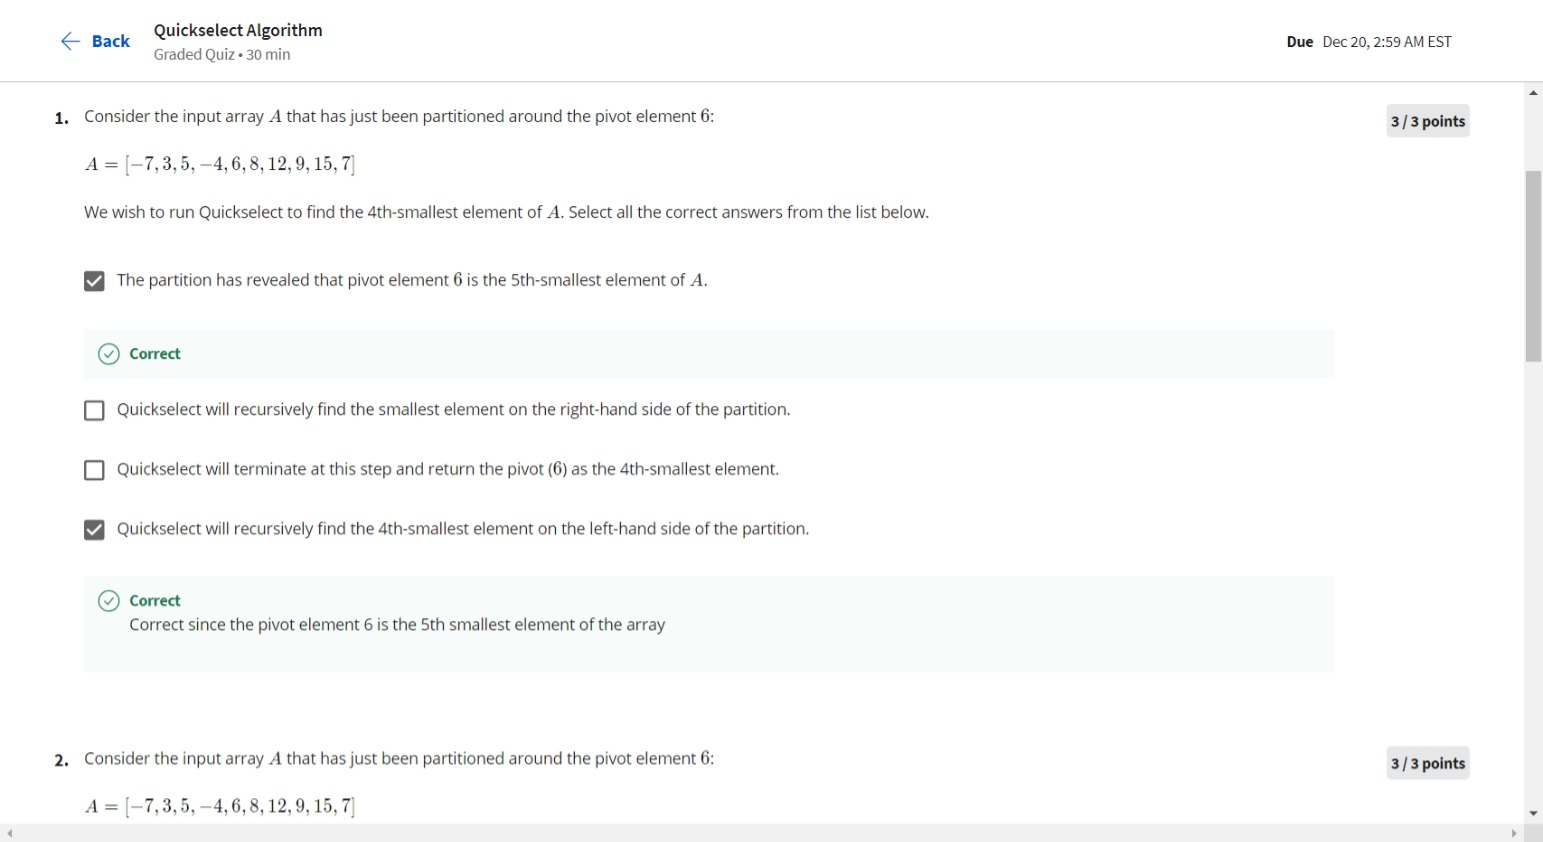 Back
Quickselect Algorithm
Graded Quiz • 30 min
Due Dec 20, 2:59 AM EST
1. Consider the input array A that has just been partitioned around the pivot element 6:
3 / 3 points
A = [−7, 3, 5, −4, 6, 8, 12, 9, 15, 7]
We wish to run Quickselect to find the 4th-smallest element of A. Select all the correct answers from the list below.
The partition has revealed that pivot element 6 is the 5th-smallest element of A.
Correct
Quickselect will recursively find the smallest element on the right-hand side of the partition.
Quickselect will terminate at this step and return the pivot (6) as the 4th-smallest element.
Quickselect will recursively find the 4th-smallest element on the left-hand side of the partition.
Correct
Correct since the pivot element 6 is the 5th smallest element of the array
2. Consider the input array A that has just been partitioned around the pivot element 6:
3 / 3 points
A = [−7, 3, 5, −4, 6, 8, 12, 9, 15, 7]